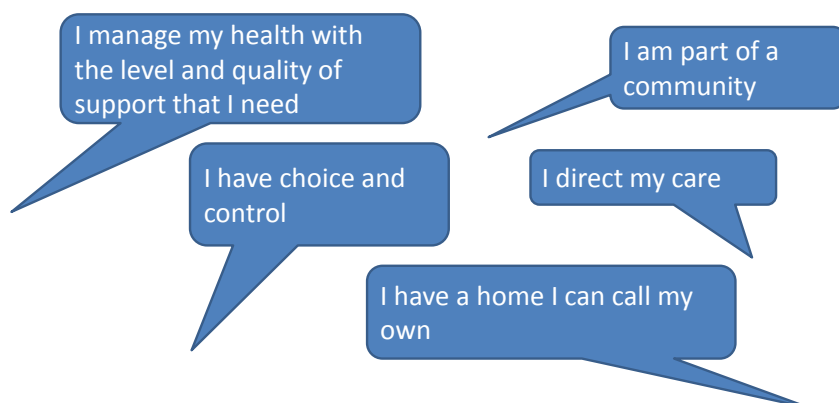 I manage my health with
the level and quality of
support that I need
I am part of a
community
I have choice and
control
I direct my care
I have a home I can call my
own